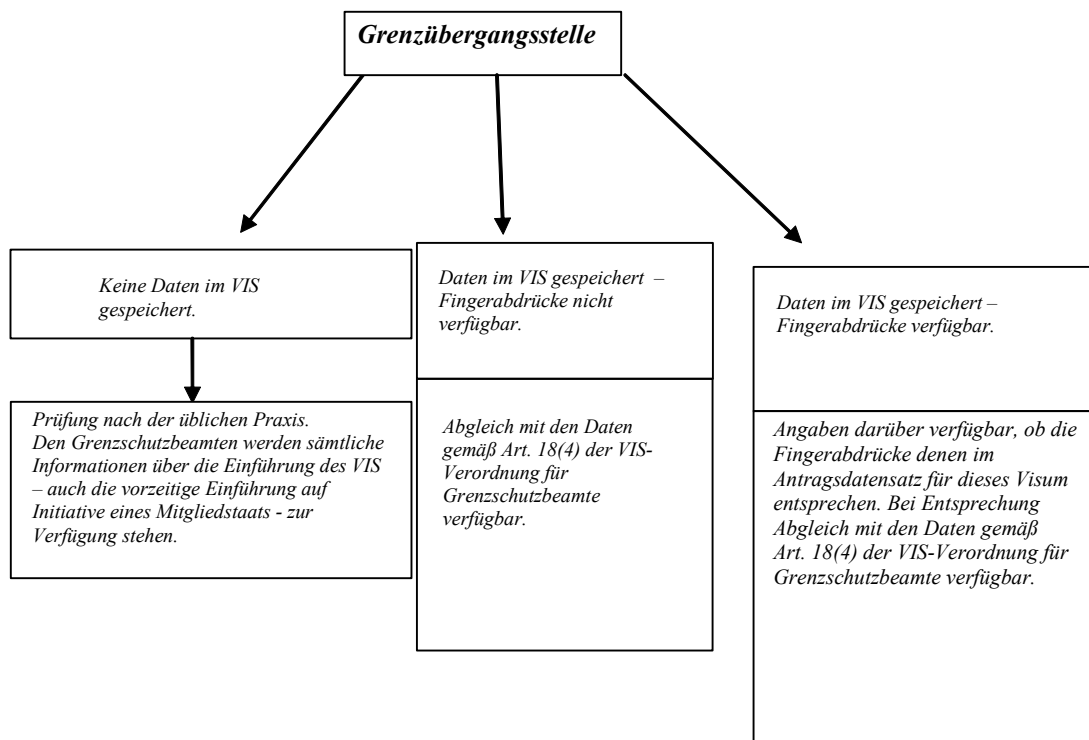 Grenzübergangsstelle
Keine Daten im VIS
gespeichert.
Prüfung nach der üblichen Praxis.
Den Grenzschutzbeamten werden sämtliche
Informationen über die Einführung des VIS
– auch die vorzeitige Einführung auf
Initiative eines Mitgliedstaats - zur
Verfügung stehen.
Daten im VIS gespeichert –
Fingerabdrücke nicht
verfügbar.
Abgleich mit den Daten
gemäß Art. 18(4) der VIS-
Verordnung für
Grenzschutzbeamte
verfügbar.
Daten im VIS gespeichert –
Fingerabdrücke verfügbar.
Angaben darüber verfügbar, ob die
Fingerabdrücke denen im
Antragsdatensatz für dieses Visum
entsprechen. Bei Entsprechung
Abgleich mit den Daten gemäß
Art. 18(4) der VIS-Verordnung für
Grenzschutzbeamte verfügbar.